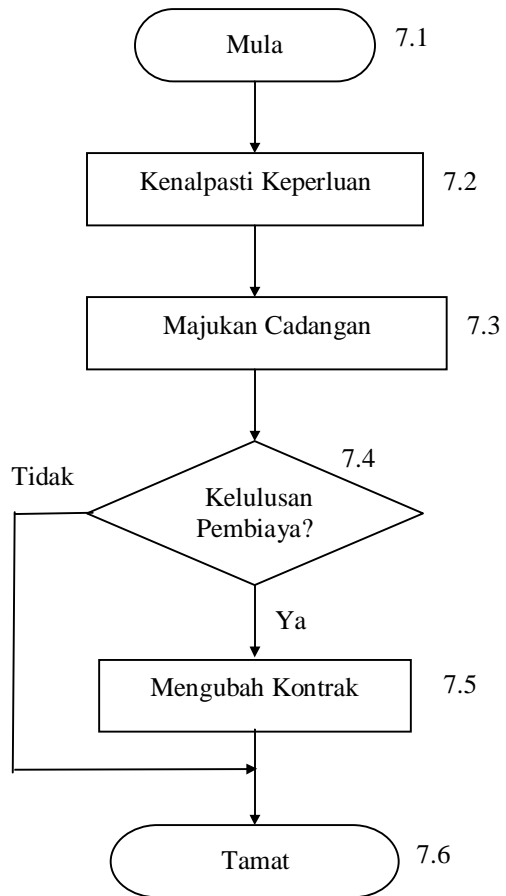 Mula
7.1
Kenalpasti Keperluan
7.2
Majukan Cadangan
7.3
7.4
Tidak
Kelulusan
Pembiaya?
Ya
Mengubah Kontrak
7.5
Tamat
7.6